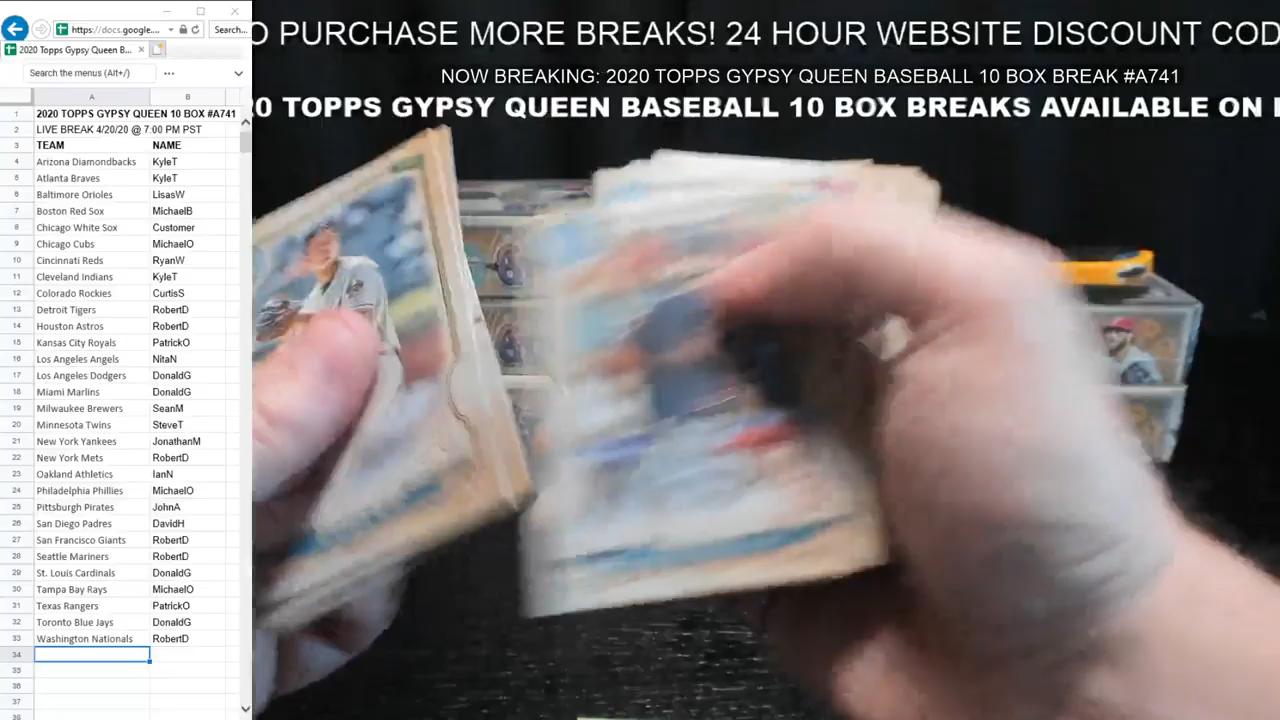 O PURCHASE MORE BREAKS! 24 HOUR WEBSITE DISCOUNT COD
NOW BREAKING: 2020 TOPPS GYPSY QUEEN BASEBALL 10 BOX BREAK #A741
20 TOPPS GYPSY QUEEN BASEBALL 10 BOX BREAKS AVAILABLE ON
https://docs.google....
Search...
2020 Topps Gypsy Queen B...
Search the menus (Alt+/)
A B
1 2020 TOPPS GYPSY QUEEN 10 BOX #A741
2 LIVE BREAK 4/20/20 @ 7:00 PM PST
3 TEAM NAME
4 Arizona Diamondbacks KyleT
5 Atlanta Braves KyleT
6 Baltimore Orioles LisasW
7 Boston Red Sox MichaelB
8 Chicago White Sox Customer
9 Chicago Cubs MichaelO
10 Cincinnati Reds RyanW
11 Cleveland Indians KyleT
12 Colorado Rockies CurtisS
13 Detroit Tigers RobertD
14 Houston Astros RobertD
15 Kansas City Royals PatrickO
16 Los Angeles Angels NitaN
17 Los Angeles Dodgers DonaldG
18 Miami Marlins DonaldG
19 Milwaukee Brewers SeanM
20 Minnesota Twins SteveT
21 New York Yankees JonathanM
22 New York Mets RobertD
23 Oakland Athletics IanN
24 Philadelphia Phillies MichaelO
25 Pittsburgh Pirates JohnA
26 San Diego Padres DavidH
27 San Francisco Giants RobertD
28 Seattle Mariners RobertD
29 St. Louis Cardinals DonaldG
30 Tampa Bay Rays MichaelO
31 Texas Rangers PatrickO
32 Toronto Blue Jays DonaldG
33 Washington Nationals RobertD
34
35
36
37
38